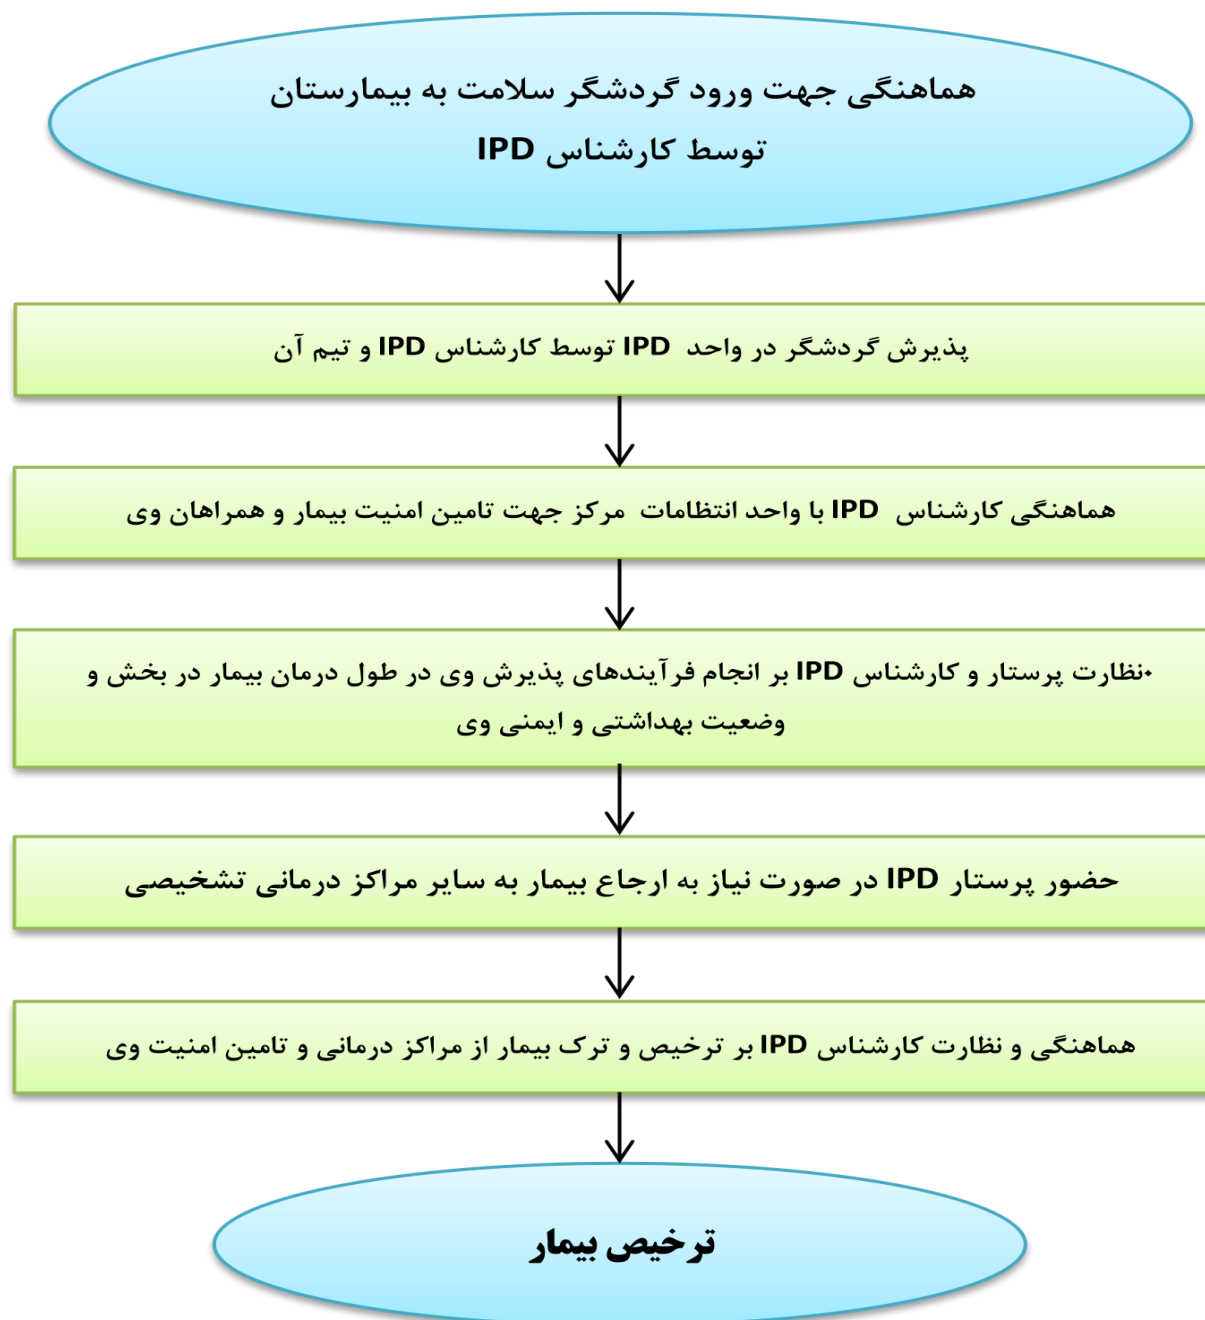 هماهنگی جهت ورود گردشگر سلامت به بیمارستان
توسط کارشناس IPD
پذیرش گردشگر در واحد IPD توسط کارشناس IPD و تیم آن
هماهنگی کارشناس IPD با واحد انتظامات مرکز جهت تامین امنیت بیمار و همراهان وی
•نظارت پرستار و کارشناس IPD بر انجام فرآیندهای پذیرش وی در طول درمان بیمار در بخش و
وضعیت بهداشتی و ایمنی وی
حضور پرستار IPD در صورت نیاز به ارجاع بیمار به سایر مراکز درمانی تشخیصی
هماهنگی و نظارت کارشناس IPD بر ترخیص و ترک بیمار از مراکز درمانی و تامین امنیت وی
ترخیص بیمار